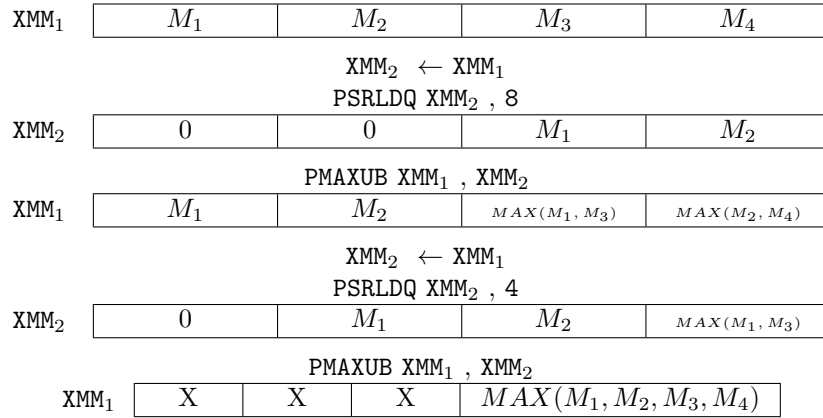 XMM₁ M₁ M₂ M₃ M₄
XMM₂ ← XMM₁
PSRLDQ XMM₂ , 8
XMM₂ 0 0 M₁ M₂
PMAXUB XMM₁ , XMM₂
XMM₁ M₁ M₂ MAX(M₁, M₃) MAX(M₂, M₄)
XMM₂ ← XMM₁
PSRLDQ XMM₂ , 4
XMM₂ 0 M₁ M₂ MAX(M₁, M₃)
PMAXUB XMM₁ , XMM₂
XMM₁ X X X MAX(M₁, M₂, M₃, M₄)